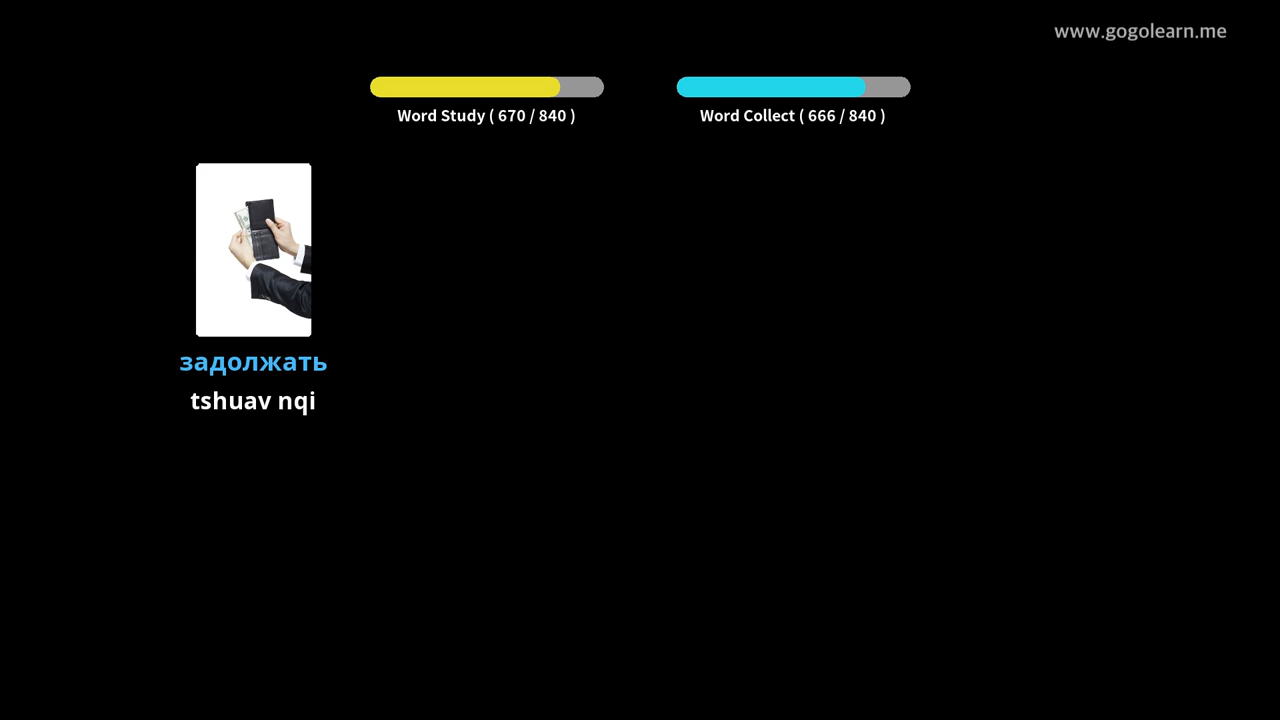 www.gogolearn.me
Word Study ( 670 / 840 )
Word Collect ( 666 / 840 )
задолжать
tshuav nqi